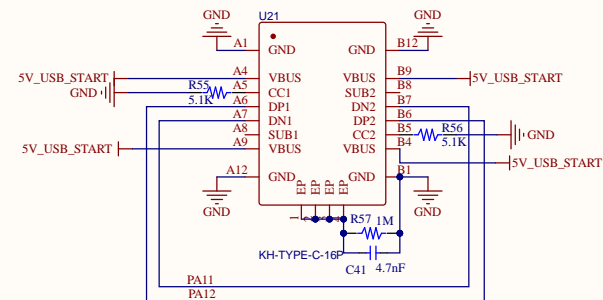 GND
U21
GND
A1
GND
GND
B12
5V_USB_START
A4
VBUS
VBUS
B9
5V_USB_START
GND
R55
5.1K
A5
CC1
SUB2
B8
A6
DP1
DN2
B7
A7
DN1
DP2
B6
A8
SUB1
CC2
B5
R56
5.1K
GND
5V_USB_START
A9
VBUS
VBUS
B4
5V_USB_START
A12
GND
GND
B1
EP
EP
EP
EP
GND
GND
1
R57
1M
KH-TYPE-C-16P
C41
4.7nF
PA11
PA12